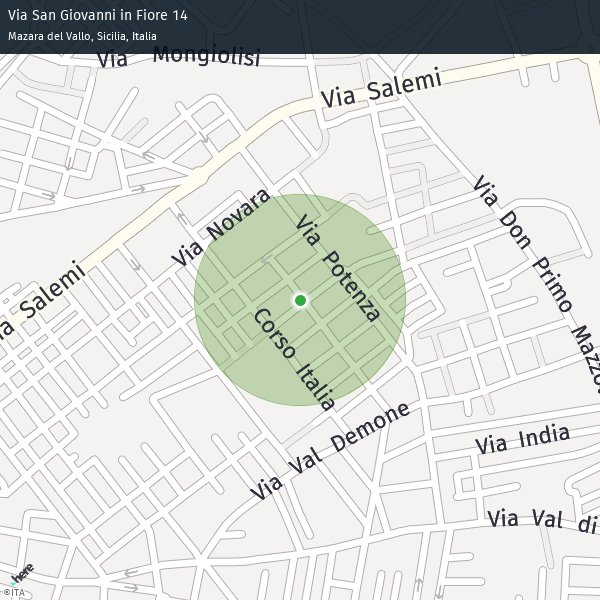 Via San Giovanni in Fiore 14
Mazara del Vallo, Sicilia, Italia
Via Mongiolisi
Via Salemi
Via Novara
Via Potenza
Via Don Primo Mazzo
Via Salemi
Corso Italia
Via Val Demone
Via India
Via Val di
here
©ITA